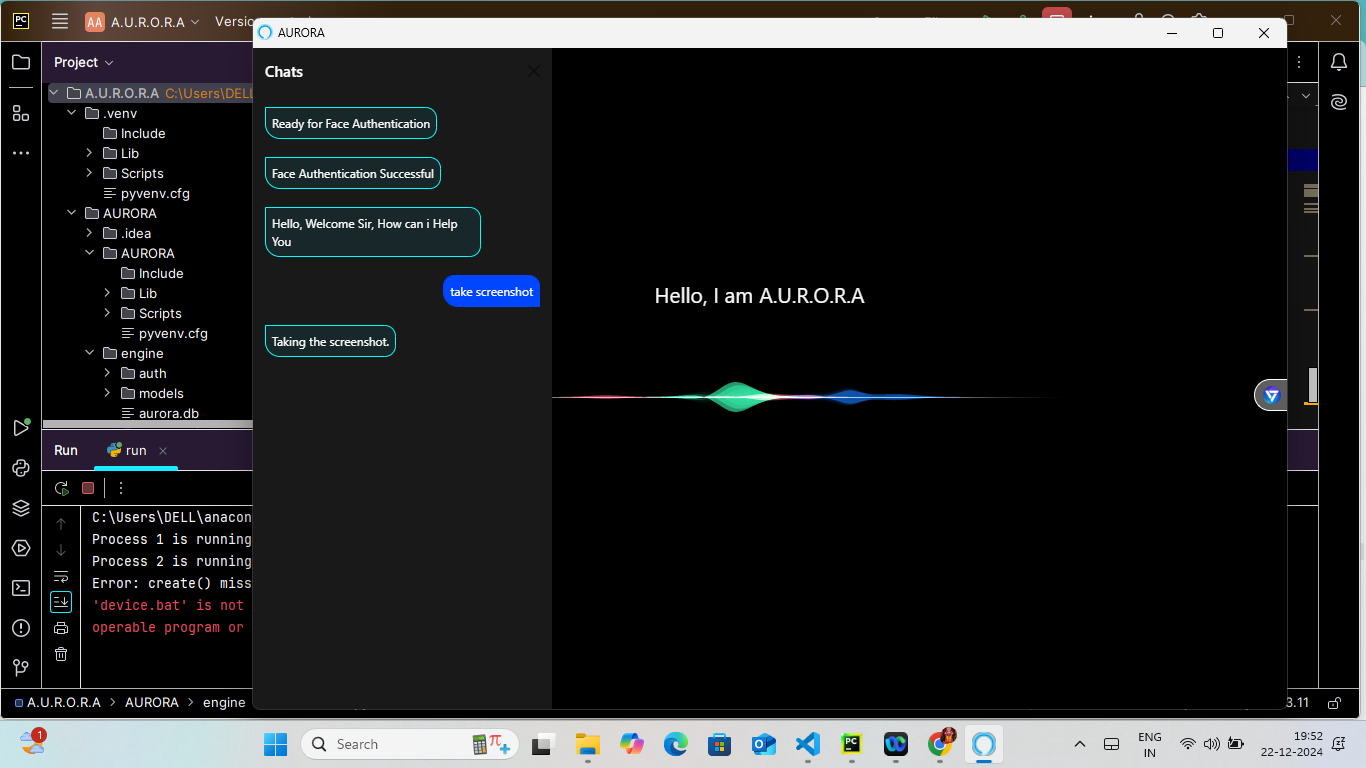 PC
AA
A.U.R.O.R.A
AURORA
Project
A.U.R.O.R.A C:\Users\DELL
.venv
Include
Lib
Scripts
pyvenv.cfg
AURORA
.idea
AURORA
Include
Lib
Scripts
pyvenv.cfg
engine
auth
models
aurora.db
Chats
Ready for Face Authentication
Face Authentication Successful
Hello, Welcome Sir, How can i Help
You
take screenshot
Taking the screenshot.
Hello, I am A.U.R.O.R.A
Run
run
C:\Users\DELL\anacon
Process 1 is running
Process 2 is running
Error: create() miss
'device.bat' is not
operable program or
A.U.R.O.R.A > AURORA > engine
3.11
1
Search
PC
ENG
IN
19:52
22-12-2024